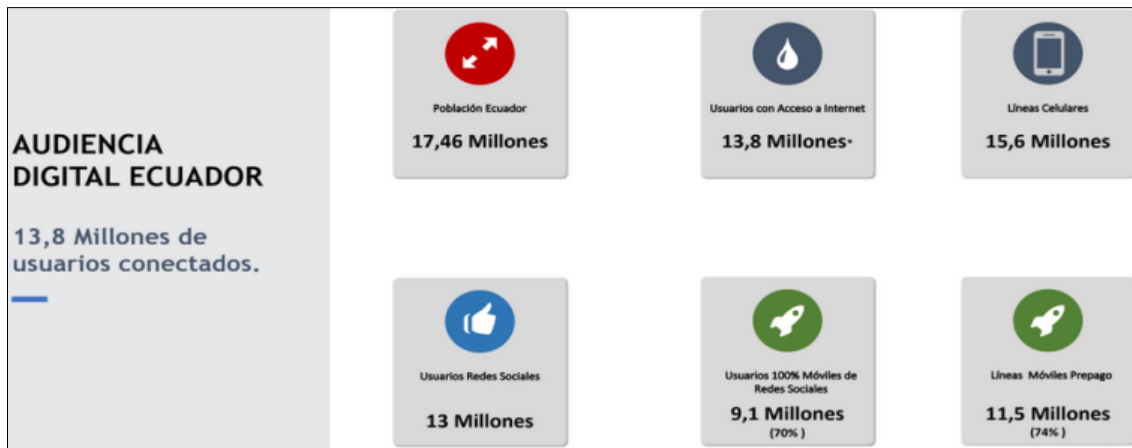 AUDIENCIA
DIGITAL ECUADOR
13,8 Millones de
usuarios conectados.
Población Ecuador
17,46 Millones
Usuarios con Acceso a Internet
13,8 Millones*
Líneas Celulares
15,6 Millones
Usuarios Redes Sociales
13 Millones
Usuarios 100% Móviles de
Redes Sociales
9,1 Millones
(70% )
Líneas Móviles Prepago
11,5 Millones
(74% )